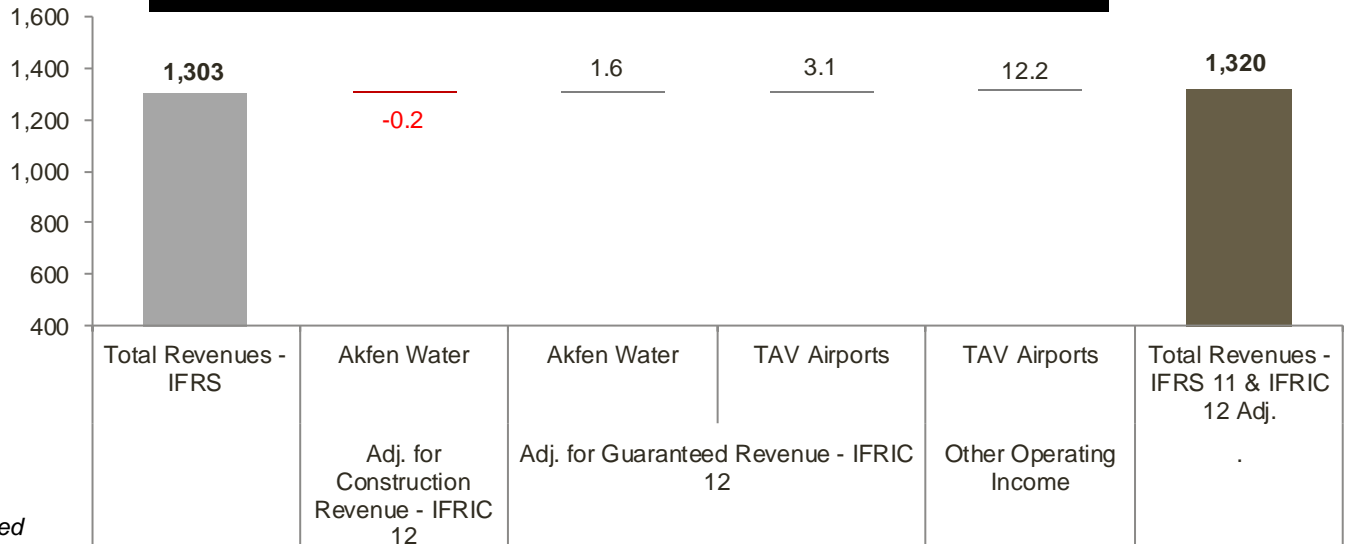 1,600
1,400
1,200
1,000
800
600
400
1,303
-0.2
1.6
3.1
12.2
1,320
Total Revenues -
IFRS
Akfen Water
Akfen Water
TAV Airports
TAV Airports
Total Revenues -
IFRS 11 & IFRIC
12 Adj.
Adj. for
Construction
Revenue - IFRIC
12
Adj. for Guaranteed Revenue - IFRIC
12
Other Operating
Income
.